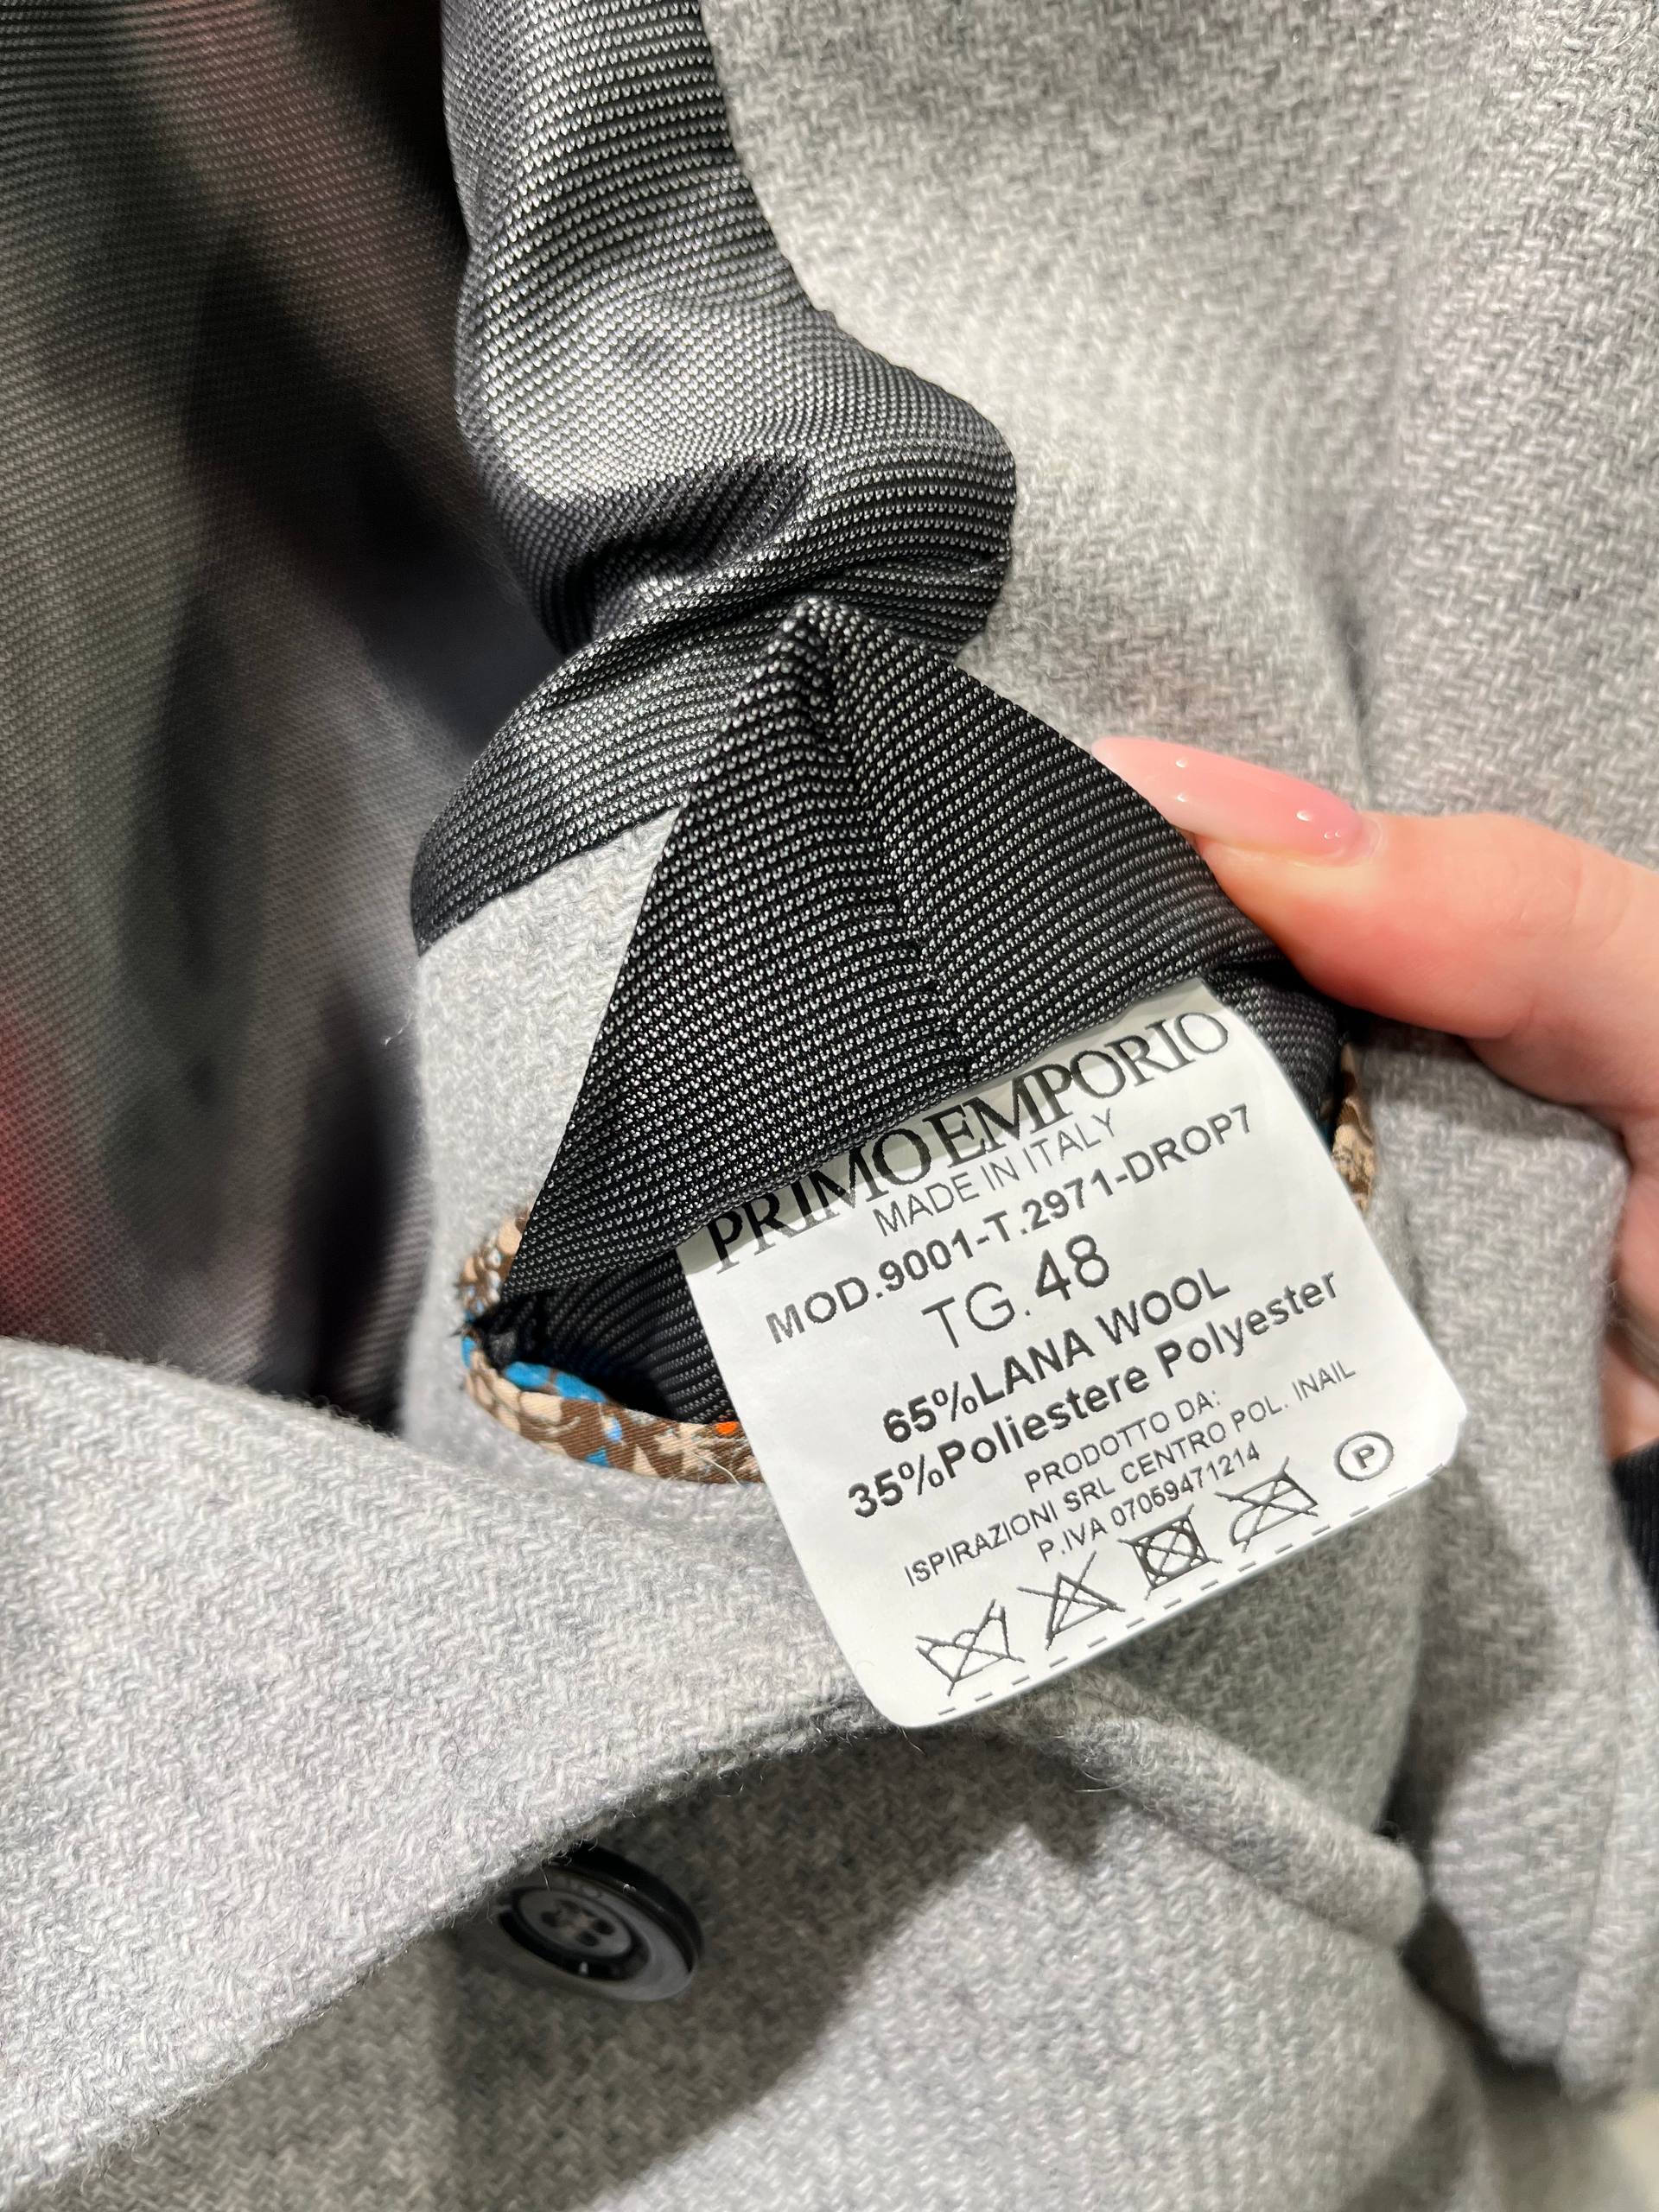 PRIMO EMPORIO
MADE IN ITALY
MOD.9001-T.2971-DROP7
TG.48
65%LANA WOOL
35%Poliestere Polyester
PRODOTTO DA:
ISPIRAZIONI SRL CENTRO POL. INAIL
P.IVA 07059471214
P